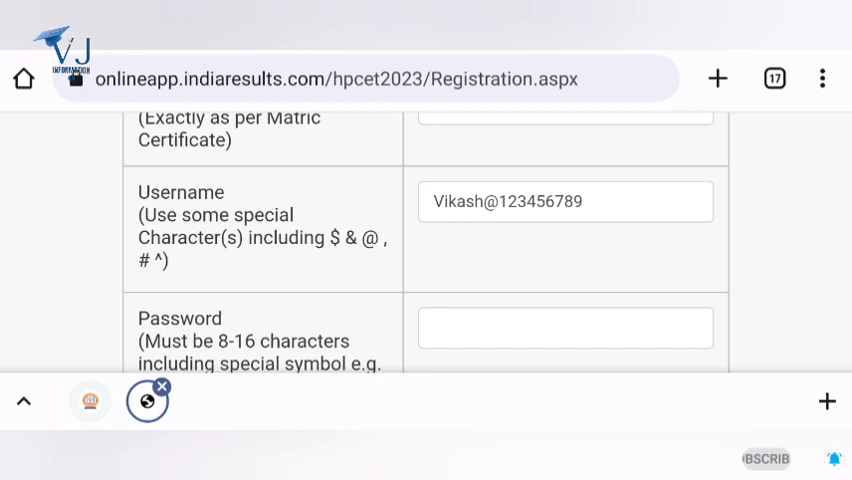 VJ
INFORMATION
onlineapp.indiaresults.com/hpcet2023/Registration.aspx
17
(Exactly as per Matric
Certificate)
Username
(Use some special
Character(s) including $ & @ ,
# ^)
Vikash@123456789
Password
(Must be 8-16 characters
including special symbol e.g.
BSCRIB